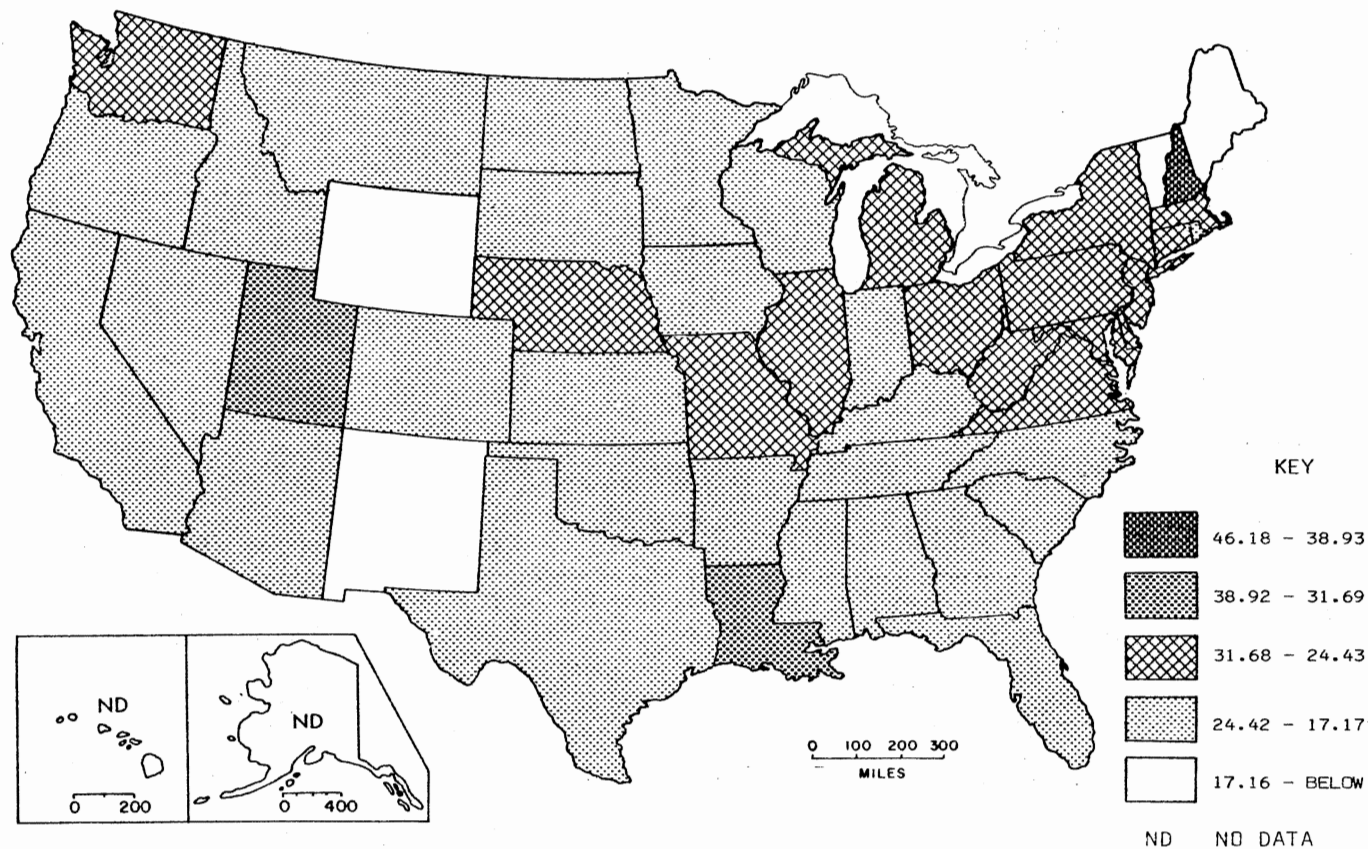 KEY
46.18 - 38.93
38.92 - 31.69
31.68 - 24.43
24.42 - 17.17
17.16 - BELOW
ND NO DATA
0 100 200 300
MILES
ND
0 200
ND
0 400